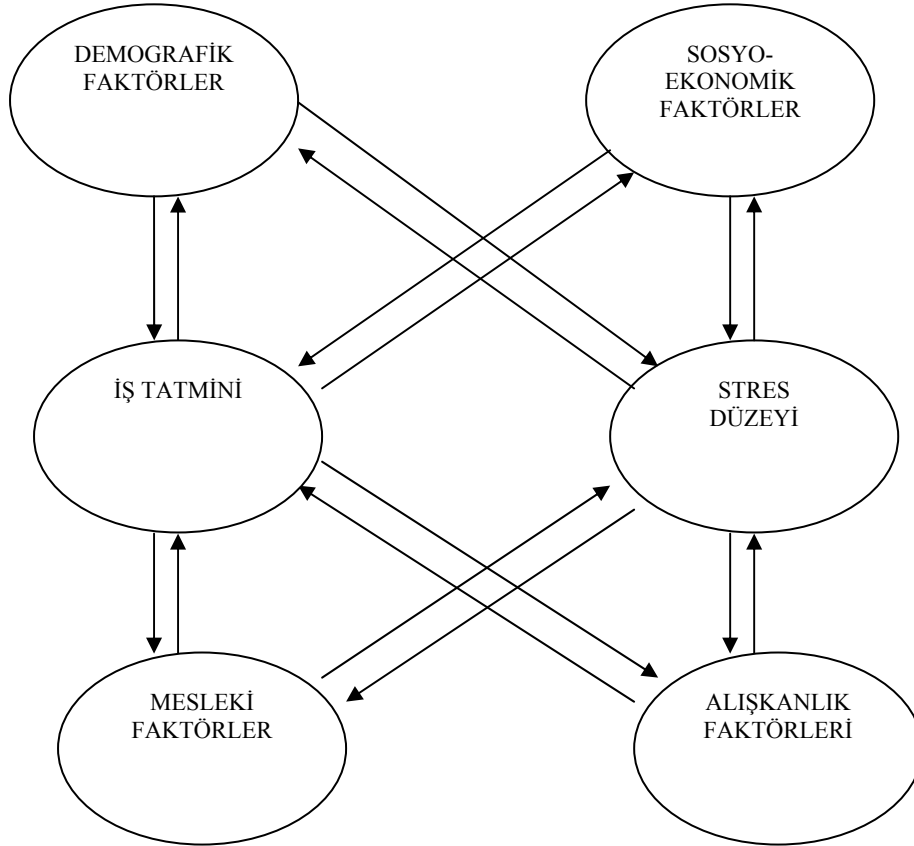 DEMOGRAFİK
FAKTÖRLER
SOSYO-
EKONOMİK
FAKTÖRLER
İŞ TATMİNİ
STRES
DÜZEYİ
MESLEKİ
FAKTÖRLER
ALIŞKANLIK
FAKTÖRLERİ